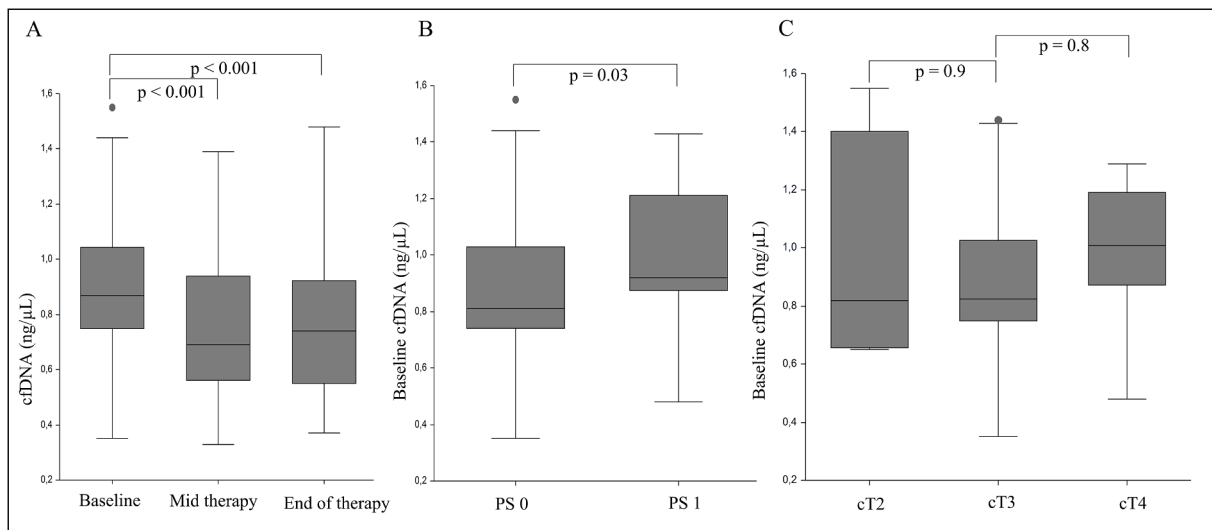 A
p < 0.001
p < 0.001
cfDNA (ng/µL)
1,6
1,4
1,2
1,0
0,8
0,6
0,4
0,2
Baseline
Mid therapy
End of therapy
B
p = 0.03
Baseline cfDNA (ng/µL)
1,6
1,4
1,2
1,0
0,8
0,6
0,4
0,2
PS 0
PS 1
C
p = 0.8
p = 0.9
Baseline cfDNA (ng/µL)
1,6
1,4
1,2
1,0
0,8
0,6
0,4
0,2
cT2
cT3
cT4